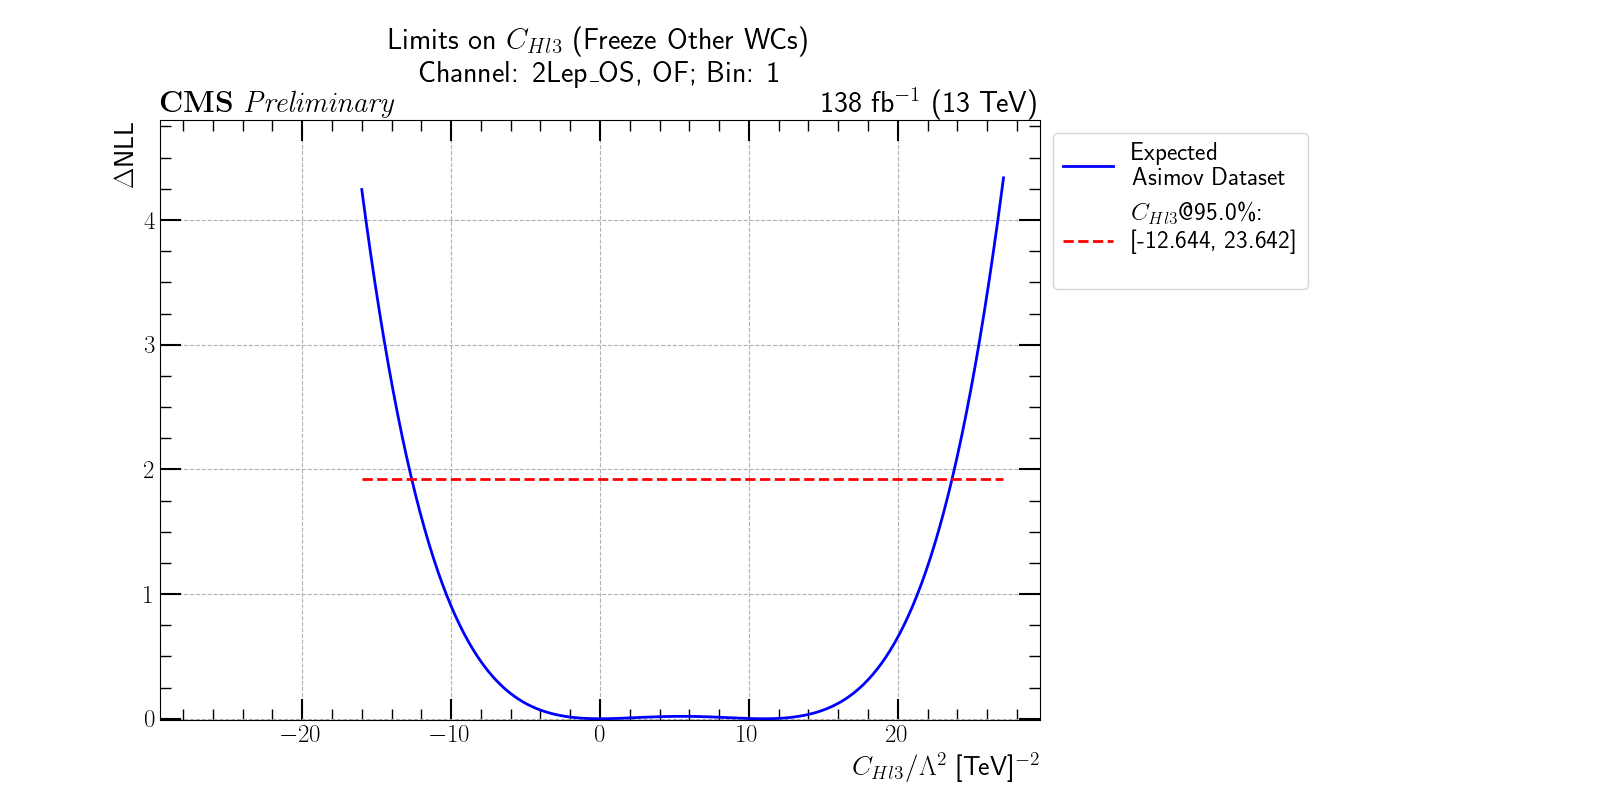 Limits on C_{Hl3} (Freeze Other WCs)
Channel: 2Lep_OS, OF; Bin: 1
CMS Preliminary
138 fb^{−1} (13 TeV)
ΔNLL
4
3
2
1
0
−20
−10
0
10
20
C_{Hl3}/Λ^2 [TeV]^{−2}
Expected
Asimov Dataset
C_{Hl3}@95.0%:
[-12.644, 23.642]